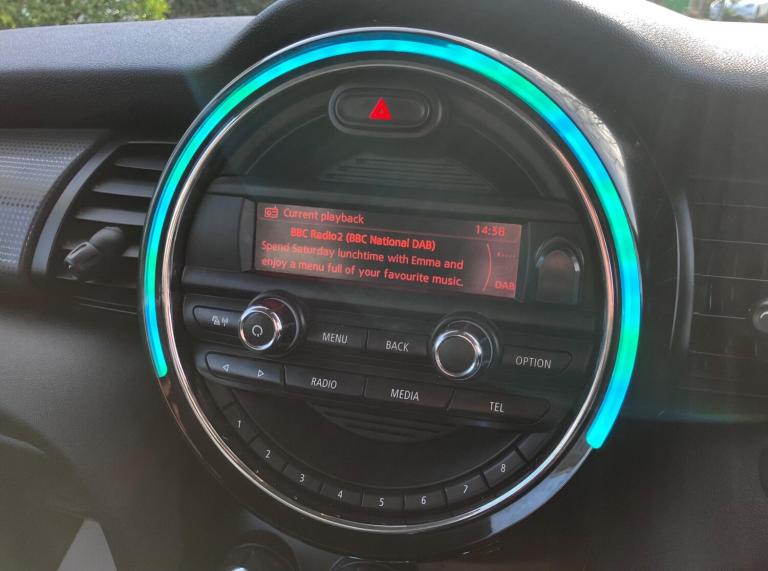 Current playback
14:38
BBC Radio2 (BBC National DAB)
Spend Saturday lunchtime with Emma and
enjoy a menu full of your favourite music.
DAB
MENU
BACK
OPTION
RADIO
MEDIA
TEL
1
2
3
4
5
6
7
8